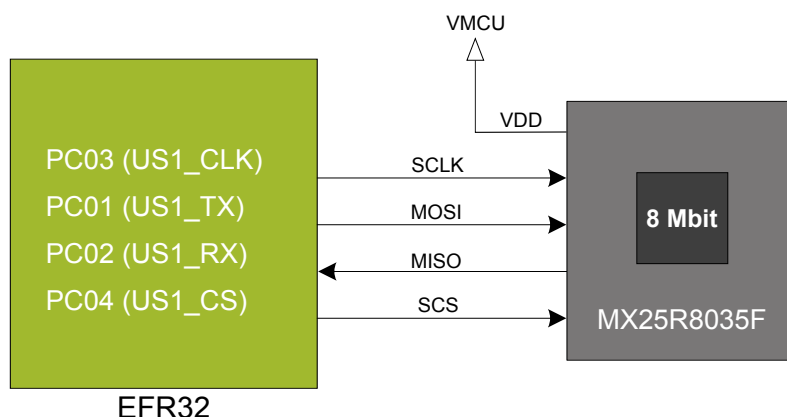 VMCU
VDD
PC03 (US1_CLK)
SCLK
PC01 (US1_TX)
MOSI
8 Mbit
PC02 (US1_RX)
MISO
PC04 (US1_CS)
SCS
MX25R8035F
EFR32